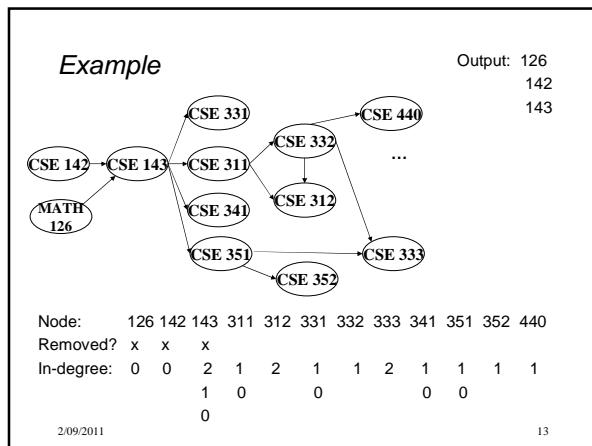 Example
Output: 126
142
143
CSE 331
CSE 440
CSE 332
...
CSE 142
CSE 143
CSE 311
MATH
126
CSE 341
CSE 312
CSE 351
CSE 333
CSE 352
Node: 126 142 143 311 312 331 332 333 341 351 352 440
Removed? x x x
In-degree: 0 0 2 1 2 1 1 2 1 1 1 1
1 0 0 0 0
0
2/09/2011 13